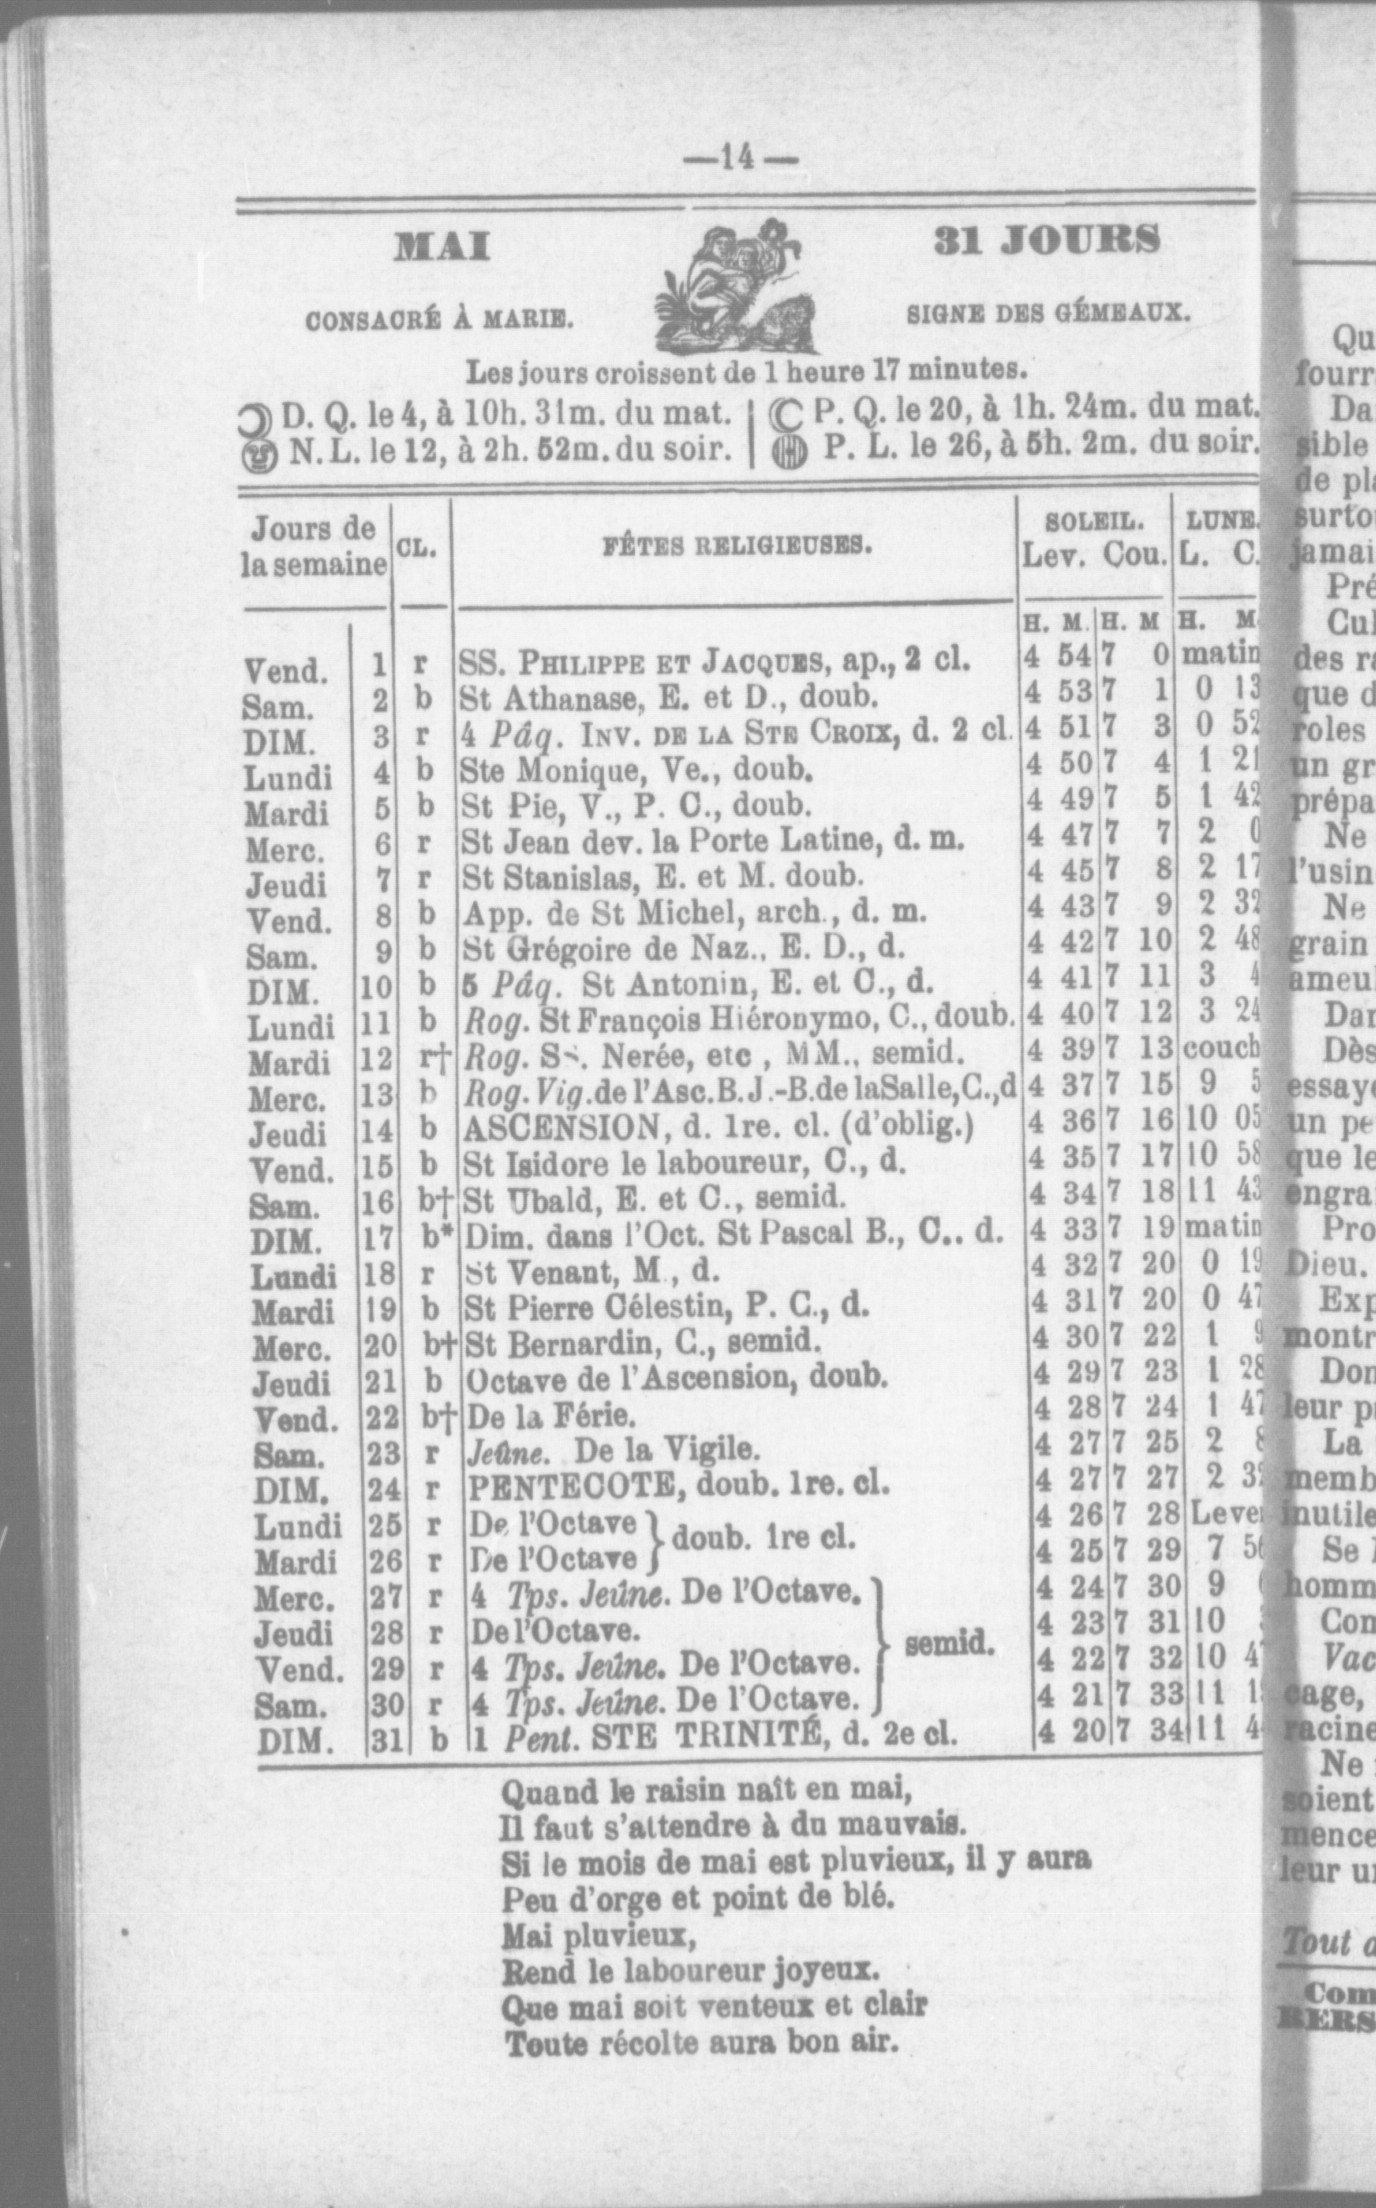 —14—
MAI
31 JOURS
CONSACRÉ À MARIE.
SIGNE DES GÉMEAUX.
Les jours croissent de 1 heure 17 minutes.
D. Q. le 4, à 10h. 31m. du mat. P. Q. le 20, à 1h. 24m. du mat.
N. L. le 12, à 2h. 52m. du soir. P. L. le 26, à 5h. 2m. du soir.
Jours de la semaine CL. FÊTES RELIGIEUSES. SOLEIL. LUNE.
Lev. Cou. L. C.
H. M. H. M H. M
Vend. 1 r SS. PHILIPPE ET JACQUES, ap., 2 cl. 4 54 7 0 matin
Sam. 2 b St Athanase, E. et D., doub. 4 53 7 1 0 13
DIM. 3 r 4 Pâq. INV. DE LA STE CROIX, d. 2 cl. 4 51 7 3 0 52
Lundi 4 b Ste Monique, Ve., doub. 4 50 7 4 1 21
Mardi 5 b St Pie, V., P. C., doub. 4 49 7 5 1 42
Merc. 6 r St Jean dev. la Porte Latine, d. m. 4 47 7 7 2 0
Jeudi 7 r St Stanislas, E. et M. doub. 4 45 7 8 2 17
Vend. 8 b App. de St Michel, arch., d. m. 4 43 7 9 2 32
Sam. 9 b St Grégoire de Naz., E. D., d. 4 42 7 10 2 48
DIM. 10 b 5 Pâq. St Antonin, E. et C., d. 4 41 7 11 3 4
Lundi 11 b Rog. St François Hiéronymo, C., doub. 4 40 7 12 3 24
Mardi 12 r† Rog. SS. Nerée, etc , MM., semid. 4 39 7 13 couch
Merc. 13 b Rog. Vig. de l'Asc. B. J.-B. de la Salle, C., d 4 37 7 15 9 5
Jeudi 14 b ASCENSION, d. 1re. cl. (d'oblig.) 4 36 7 16 10 05
Vend. 15 b St Isidore le laboureur, C., d. 4 35 7 17 10 58
Sam. 16 b† St Ubald, E. et C., semid. 4 34 7 18 11 43
DIM. 17 b* Dim. dans l'Oct. St Pascal B., C.. d. 4 33 7 19 matin
Lundi 18 r St Venant, M , d. 4 32 7 20 0 19
Mardi 19 b St Pierre Célestin, P. C., d. 4 31 7 20 0 47
Merc. 20 b† St Bernardin, C., semid. 4 30 7 22 1 9
Jeudi 21 b Octave de l'Ascension, doub. 4 29 7 23 1 28
Vend. 22 b† De la Férie. 4 28 7 24 1 47
Sam. 23 r Jeûne. De la Vigile. 4 27 7 25 2 8
DIM. 24 r PENTECOTE, doub. 1re. cl. 4 27 7 27 2
Lundi 25 r De l'Octave 4 26 7 28 Lever
doub. 1re cl.
Mardi 26 r De l'Octave 4 25 7 29 7
Merc. 27 r 4 Tps. Jeûne. De l'Octave. 4 24 7 30 9
Jeudi 28 r De l'Octave. 4 23 7 31 10
semid.
Vend. 29 r 4 Tps. Jeûne. De l'Octave. 4 22 7 32 10
Sam. 30 r 4 Tps. Jeûne. De l'Octave. 4 21 7 33 11
DIM. 31 b 1 Pent. STE TRINITÉ, d. 2e cl. 4 20 7 34 11
Quand le raisin naît en mai,
Il faut s'attendre à du mauvais.
Si le mois de mai est pluvieux, il y aura
Peu d'orge et point de blé.
Mai pluvieux,
Rend le laboureur joyeux.
Que mai soit venteux et clair
Toute récolte aura bon air.